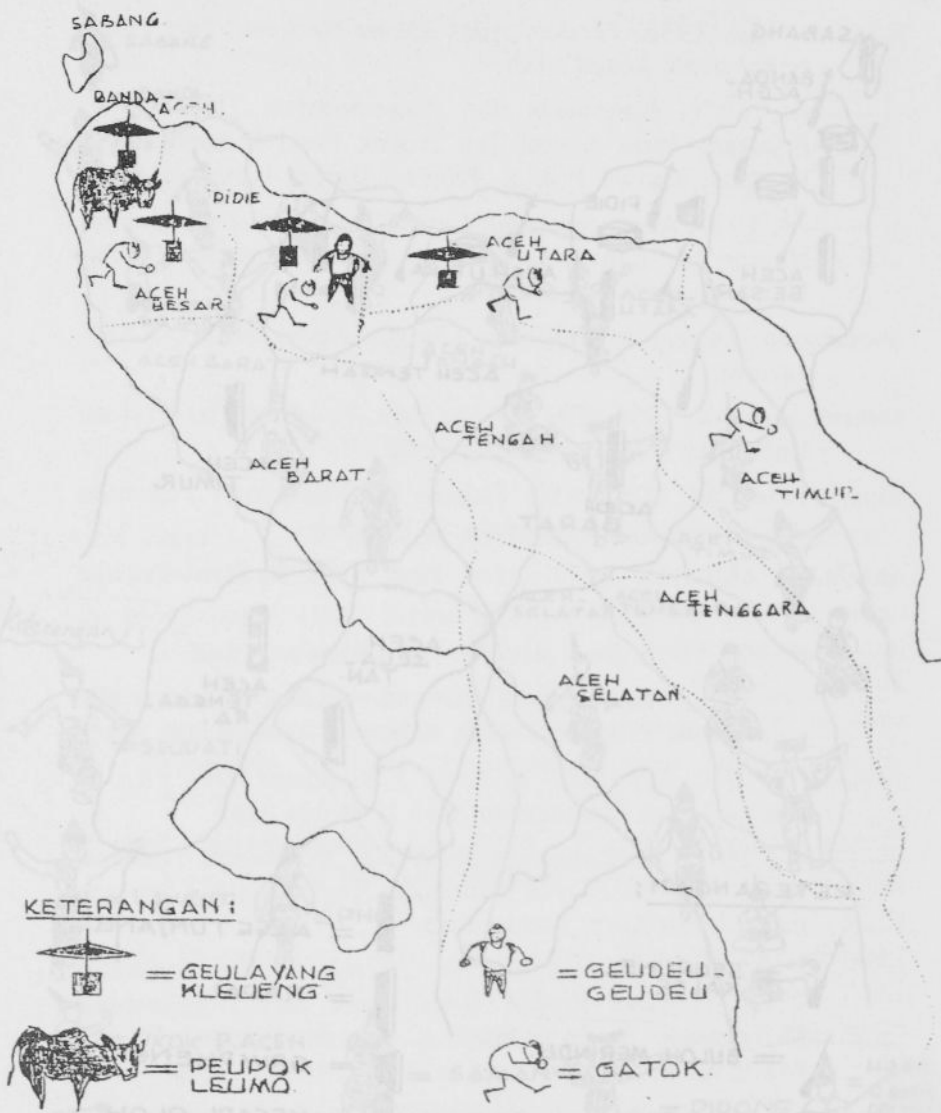 SABANG.
BANDA-
ACEH.
PIDIE
ACEH
UTARA
ACEH
BESAR
ACEH
TENGAH.
ACEH
BARAT.
ACEH
TIMUR-
ACEH
TENGGARA
ACEH
SELATAN.
KETERANGAN:
= GEULAYANG
KLEUENG.
= GEUDEU-
GEUDEU
= PEUPOK
LEUMO.
= GATOK.